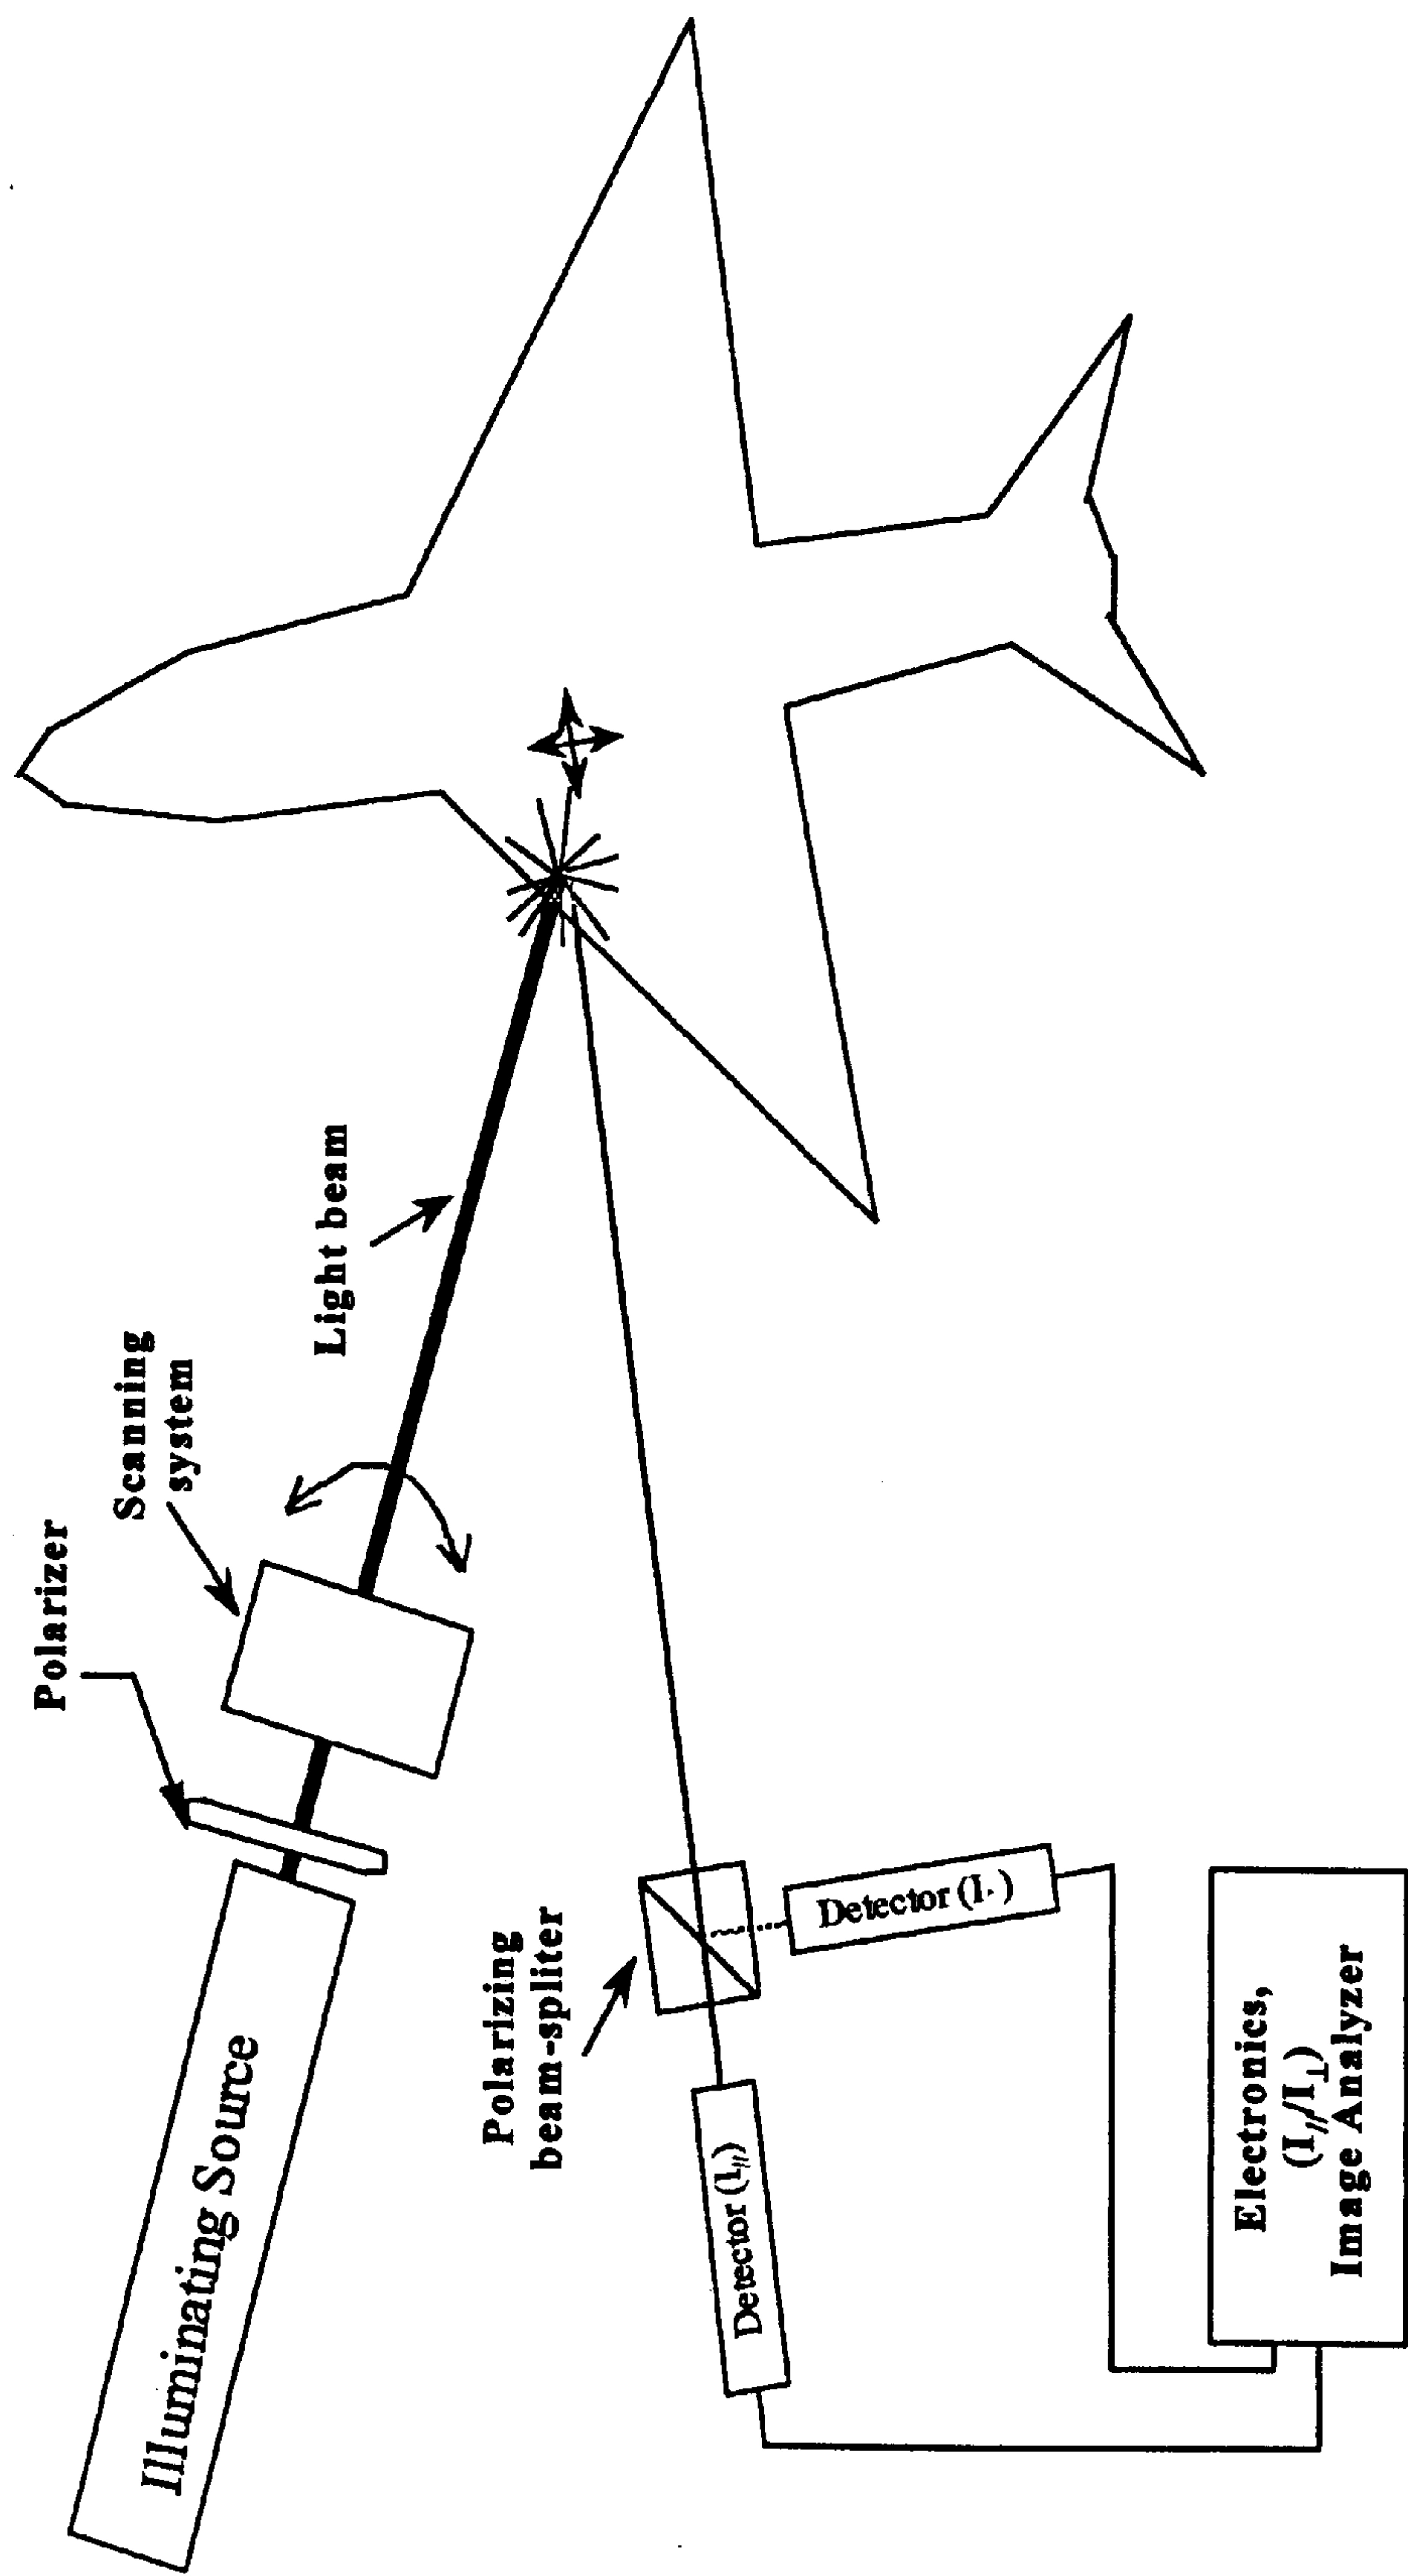 Polarizer
Scanning
system
Light beam
Illuminating Source
Polarizing
beam-spliter
Detector (I//)
Detector (I
Electronics,
(I///I⊥)
Image Analyzer